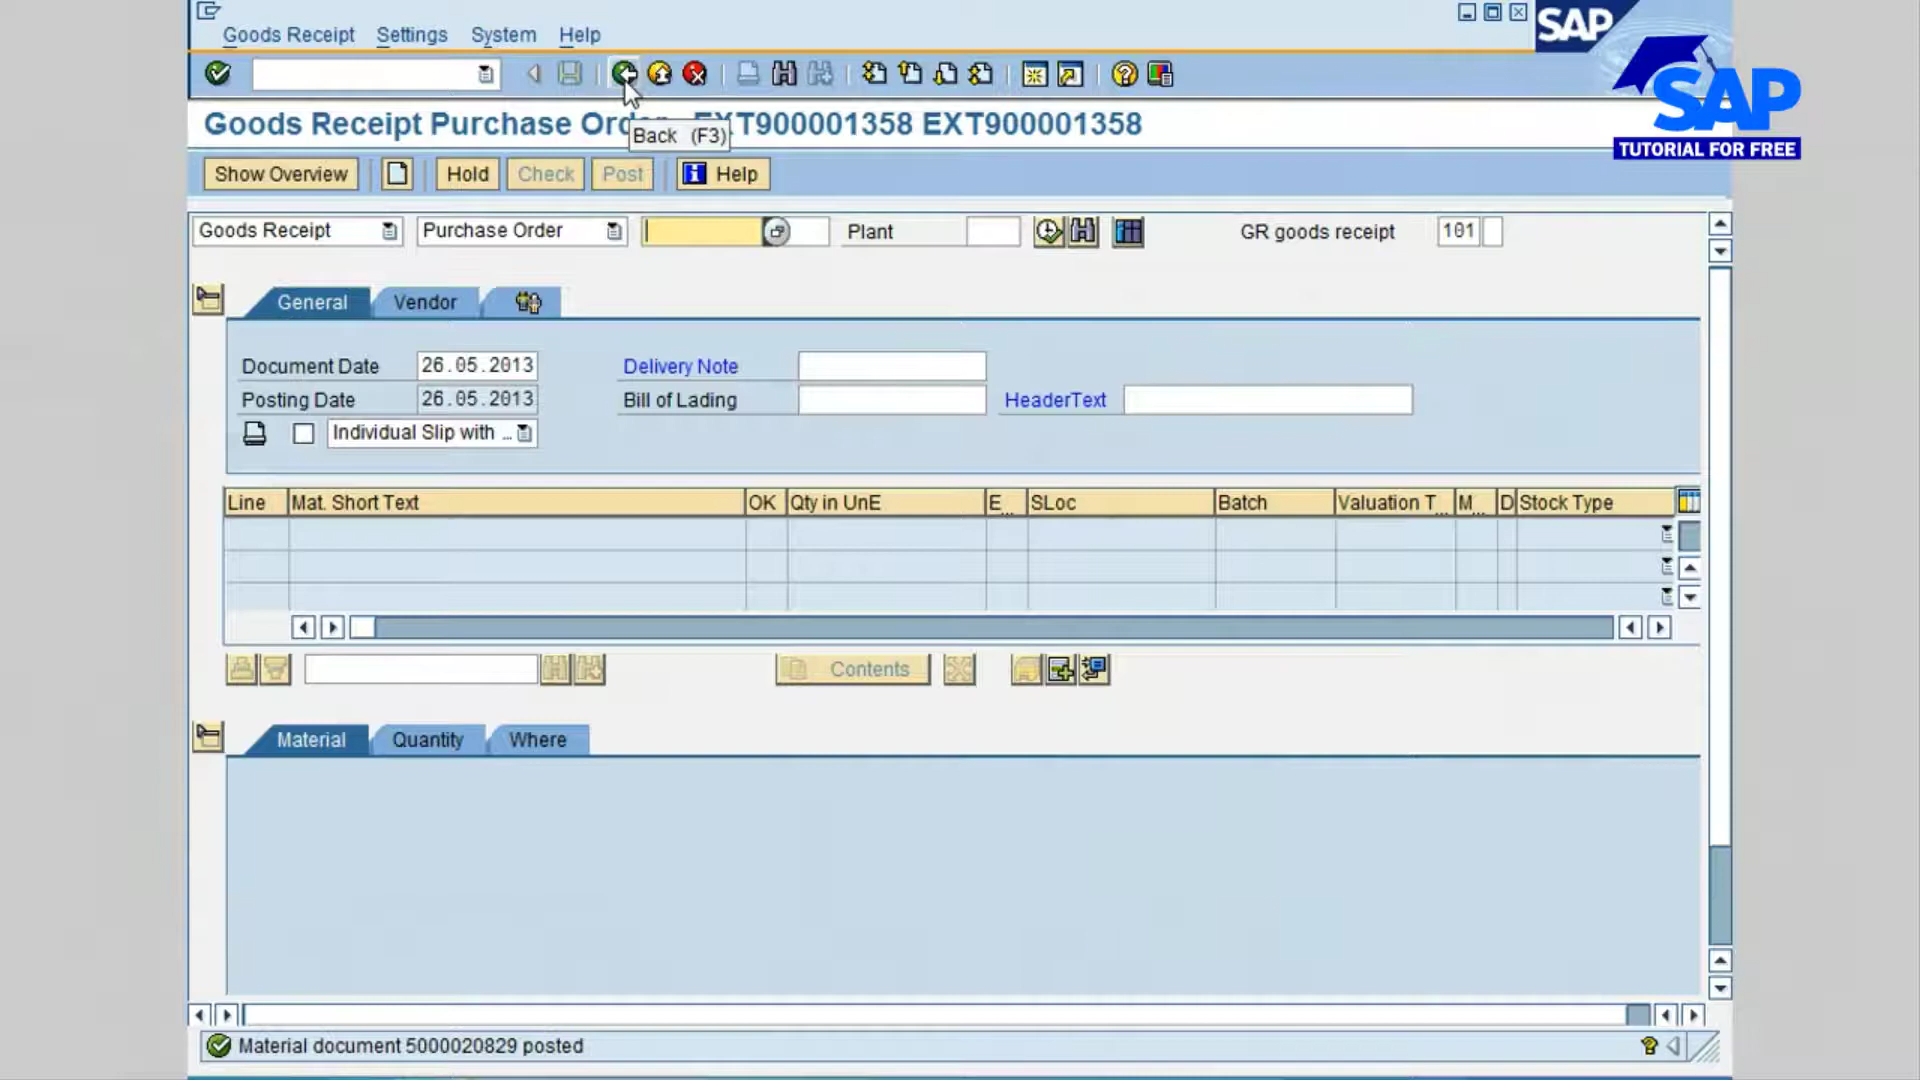 Goods Receipt Settings System Help
SAP
SAP
TUTORIAL FOR FREE
Goods Receipt Purchase Order EXT900001358 EXT900001358
Back (F3)
Show Overview Hold Check Post Help
Goods Receipt Purchase Order Plant GR goods receipt 101
General Vendor
Document Date 26.05.2013 Delivery Note
Posting Date 26.05.2013 Bill of Lading HeaderText
Individual Slip with ...
Line Mat. Short Text OK Qty in UnE E... SLoc Batch Valuation T... M... D Stock Type
Contents
Material Quantity Where
Material document 5000020829 posted